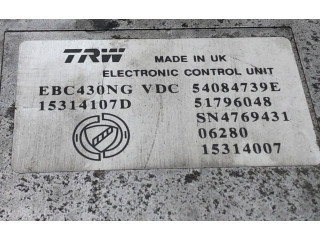 TRW MADE IN UK
ELECTRONIC CONTROL UNIT
EBC430NG VDC 54084739E
15314107D 51796048
SN4769431
06280
15314007